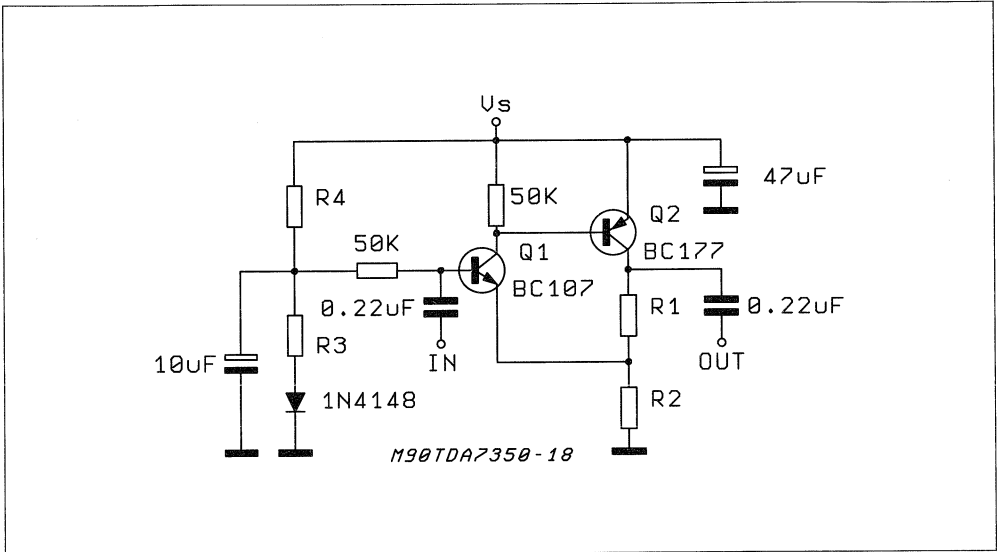 Vs
R4
50K
47uF
Q2
BC177
50K
Q1
BC107
0.22uF
IN
R1
0.22uF
OUT
R3
10uF
1N4148
R2
M90TDA7350-18